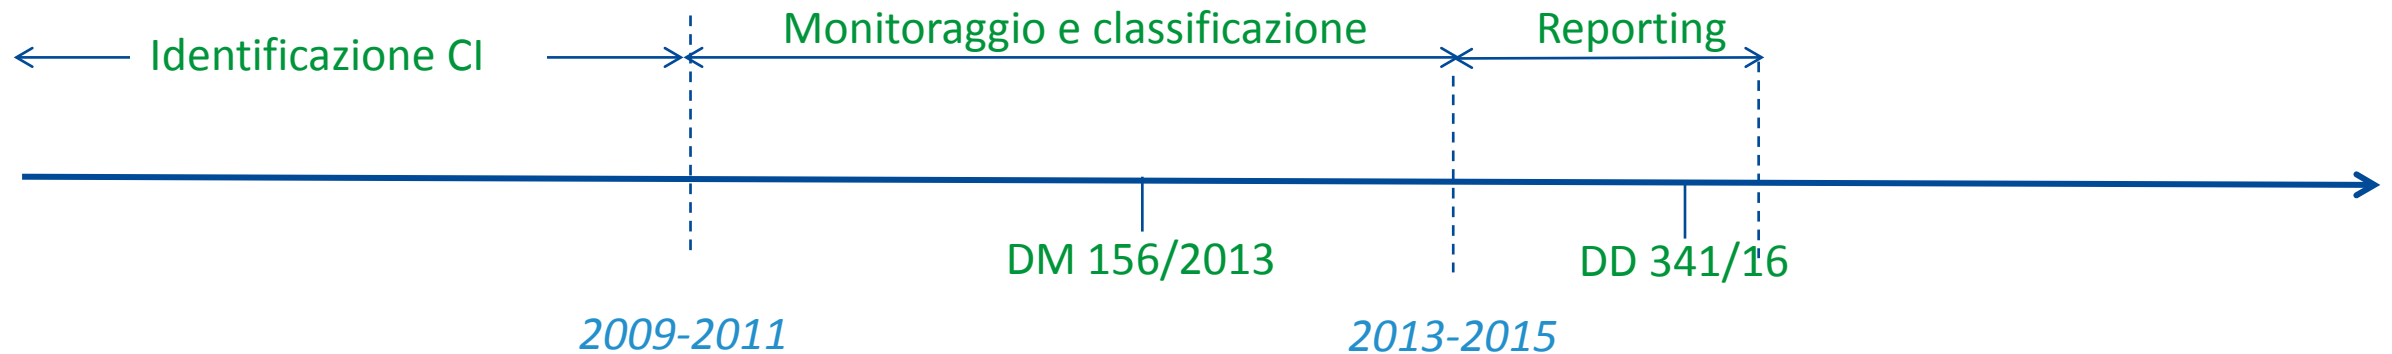 Identificazione CI
Monitoraggio e classificazione
Reporting
DM 156/2013
DD 341/16
2009-2011
2013-2015